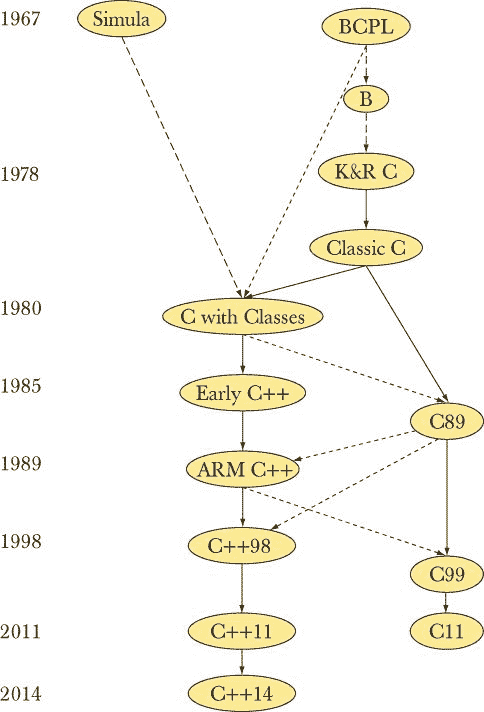 1967
Simula
BCPL
B
1978
K&R C
Classic C
1980
C with Classes
1985
Early C++
C89
1989
ARM C++
1998
C++98
C99
2011
C++11
C11
2014
C++14